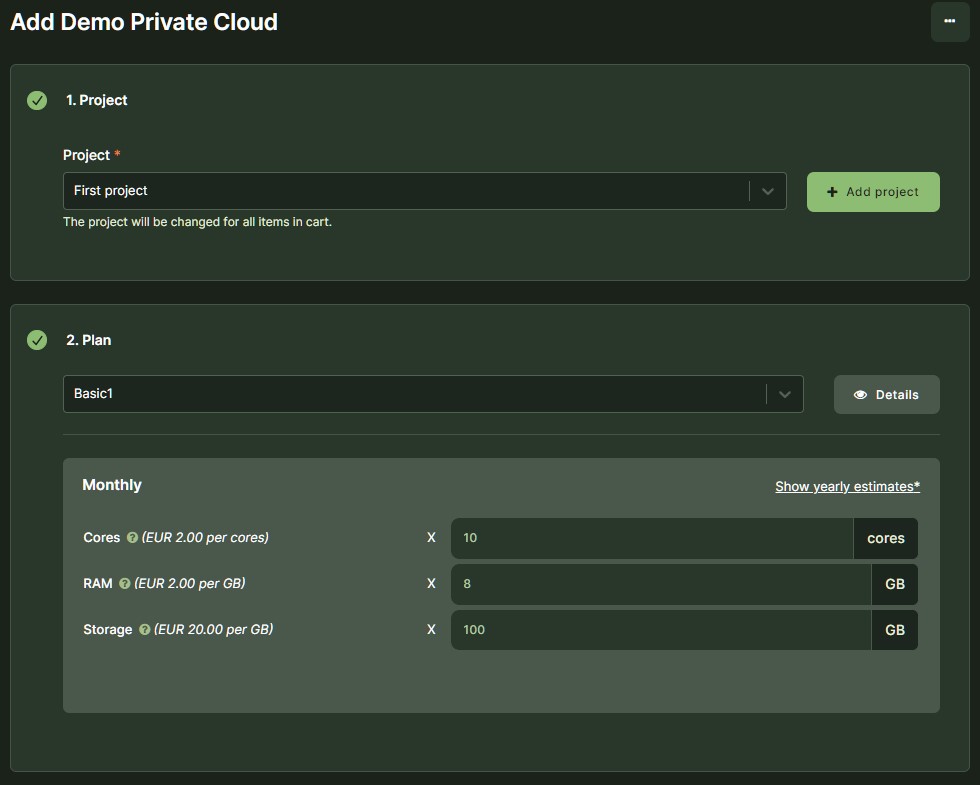 Add Demo Private Cloud
1. Project
Project *
First project
Add project
The project will be changed for all items in cart.
2. Plan
Basic1
Details
Monthly
Show yearly estimates*
Cores ? (EUR 2.00 per cores) X 10 cores
RAM ? (EUR 2.00 per GB) X 8 GB
Storage ? (EUR 20.00 per GB) X 100 GB